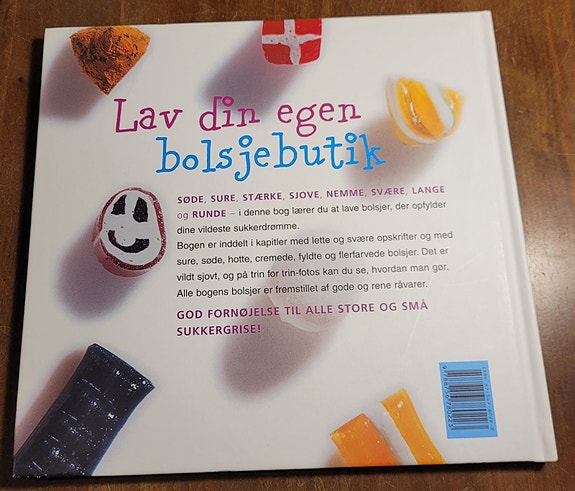 Lav din egen
bolsjebutik
SØDE, SURE, STÆRKE, SJOVE, NEMME, SVÆRE, LANGE
og RUNDE – i denne bog lærer du at lave bolsjer, der opfylder
dine vildeste sukkerdrømme.
Bogen er inddelt i kapitler med lette og svære opskrifter og med
sure, søde, hotte, cremede, fyldte og flerfarvede bolsjer. Det er
vildt sjovt, og på trin for trin-fotos kan du se, hvordan man gør.
Alle bogens bolsjer er fremstillet af gode og rene råvarer.
GOD FORNØJELSE TIL ALLE STORE OG SMÅ
SUKKERGRISE!